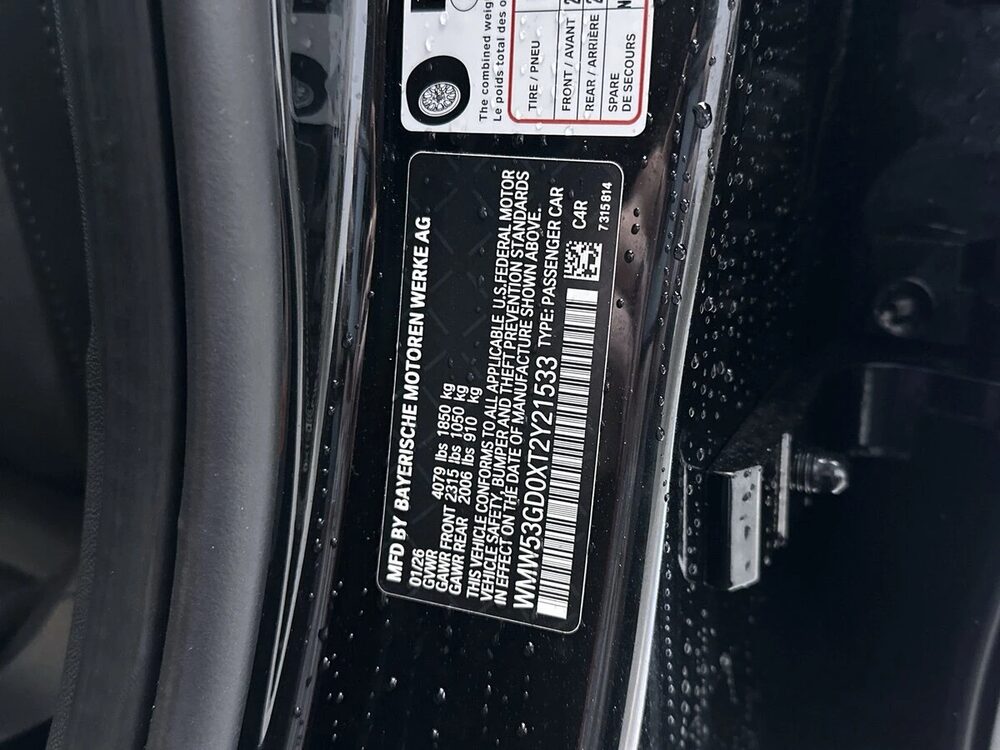 The combined weig
Le poids total des o
TIRE / PNEU
FRONT / AVANT
REAR / ARRIÈRE
SPARE
DE SECOURS
MFD BY BAYERISCHE MOTOREN WERKE AG
01/26
GVWR 4079 lbs 1850 kg
GAWR FRONT 2315 lbs 1050 kg
GAWR REAR 2006 lbs 910 kg
THIS VEHICLE CONFORMS TO ALL APPLICABLE U.S.FEDERAL MOTOR
VEHICLE SAFETY, BUMPER AND THEFT PREVENTION STANDARDS
IN EFFECT ON THE DATE OF MANUFACTURE SHOWN ABOVE.
WMW53GD0XT2Y21533 TYPE: PASSENGER CAR
C4R
7315814